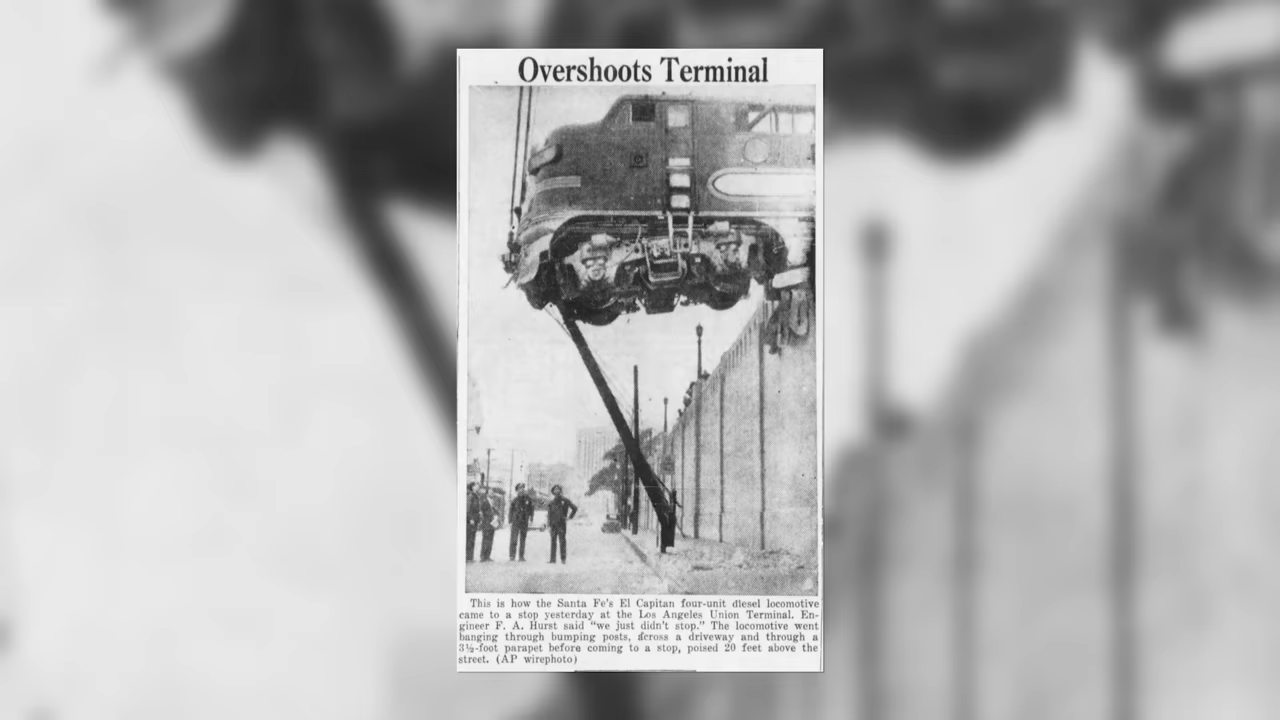 Overshoots Terminal
This is how the Santa Fe's El Capitan four-unit diesel locomotive
came to a stop yesterday at the Los Angeles Union Terminal. En-
gineer F. A. Hurst said "we just didn't stop." The locomotive went
banging through bumping posts, across a driveway and through a
3½-foot parapet before coming to a stop, poised 20 feet above the
street. (AP wirephoto)